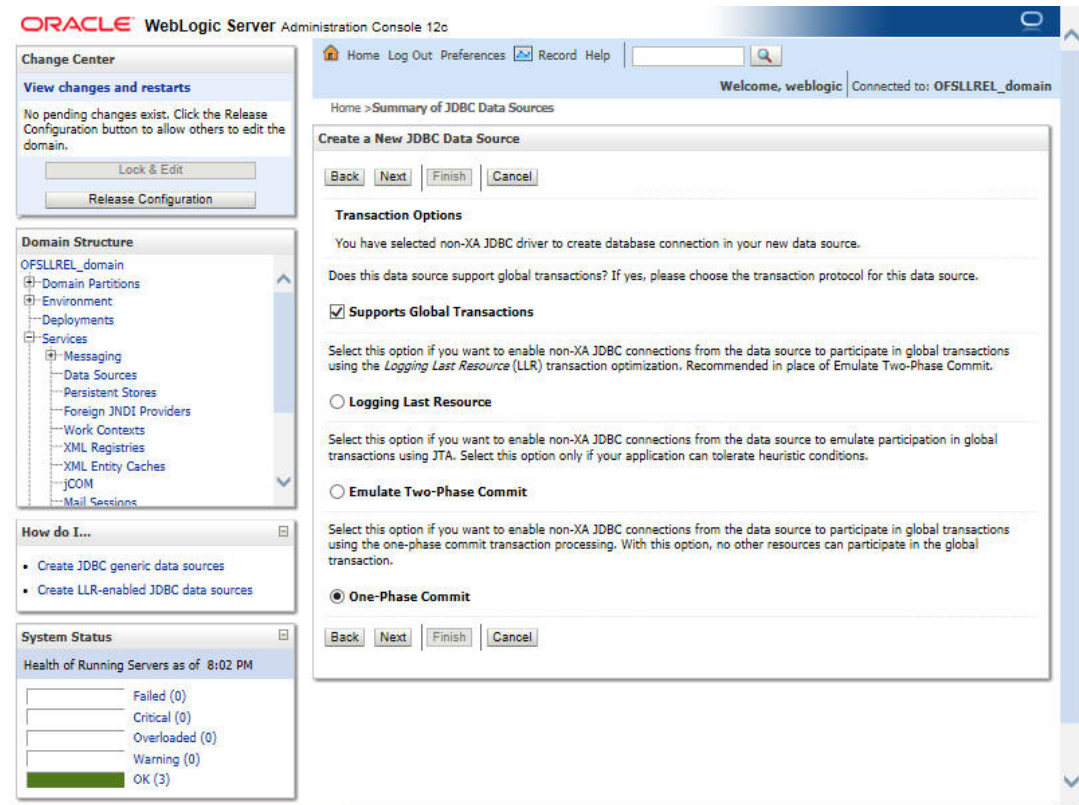 ORACLE WebLogic Server Administration Console 12c
Change Center
View changes and restarts
No pending changes exist. Click the Release
Configuration button to allow others to edit the
domain.
Lock & Edit
Release Configuration
Domain Structure
OFSLLREL_domain
Domain Partitions
Environment
Deployments
Services
Messaging
Data Sources
Persistent Stores
Foreign JNDI Providers
Work Contexts
XML Registries
XML Entity Caches
jCOM
Mail Sessions
How do I...
Create JDBC generic data sources
Create LLR-enabled JDBC data sources
System Status
Health of Running Servers as of 8:02 PM
Failed (0)
Critical (0)
Overloaded (0)
Warning (0)
OK (3)
Home Log Out Preferences Record Help
Welcome, weblogic Connected to: OFSLLREL_domain
Home >Summary of JDBC Data Sources
Create a New JDBC Data Source
Back Next Finish Cancel
Transaction Options
You have selected non-XA JDBC driver to create database connection in your new data source.
Does this data source support global transactions? If yes, please choose the transaction protocol for this data source.
Supports Global Transactions
Select this option if you want to enable non-XA JDBC connections from the data source to participate in global transactions
using the Logging Last Resource (LLR) transaction optimization. Recommended in place of Emulate Two-Phase Commit.
Logging Last Resource
Select this option if you want to enable non-XA JDBC connections from the data source to emulate participation in global
transactions using JTA. Select this option only if your application can tolerate heuristic conditions.
Emulate Two-Phase Commit
Select this option if you want to enable non-XA JDBC connections from the data source to participate in global transactions
using the one-phase commit transaction processing. With this option, no other resources can participate in the global
transaction.
One-Phase Commit
Back Next Finish Cancel